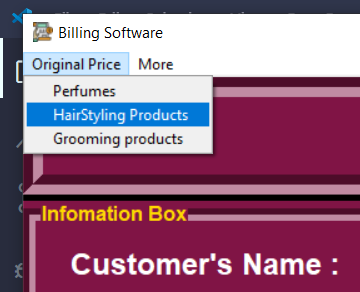 Billing Software
Original Price More
Perfumes
HairStyling Products
Grooming products
Infomation Box
Customer's Name :